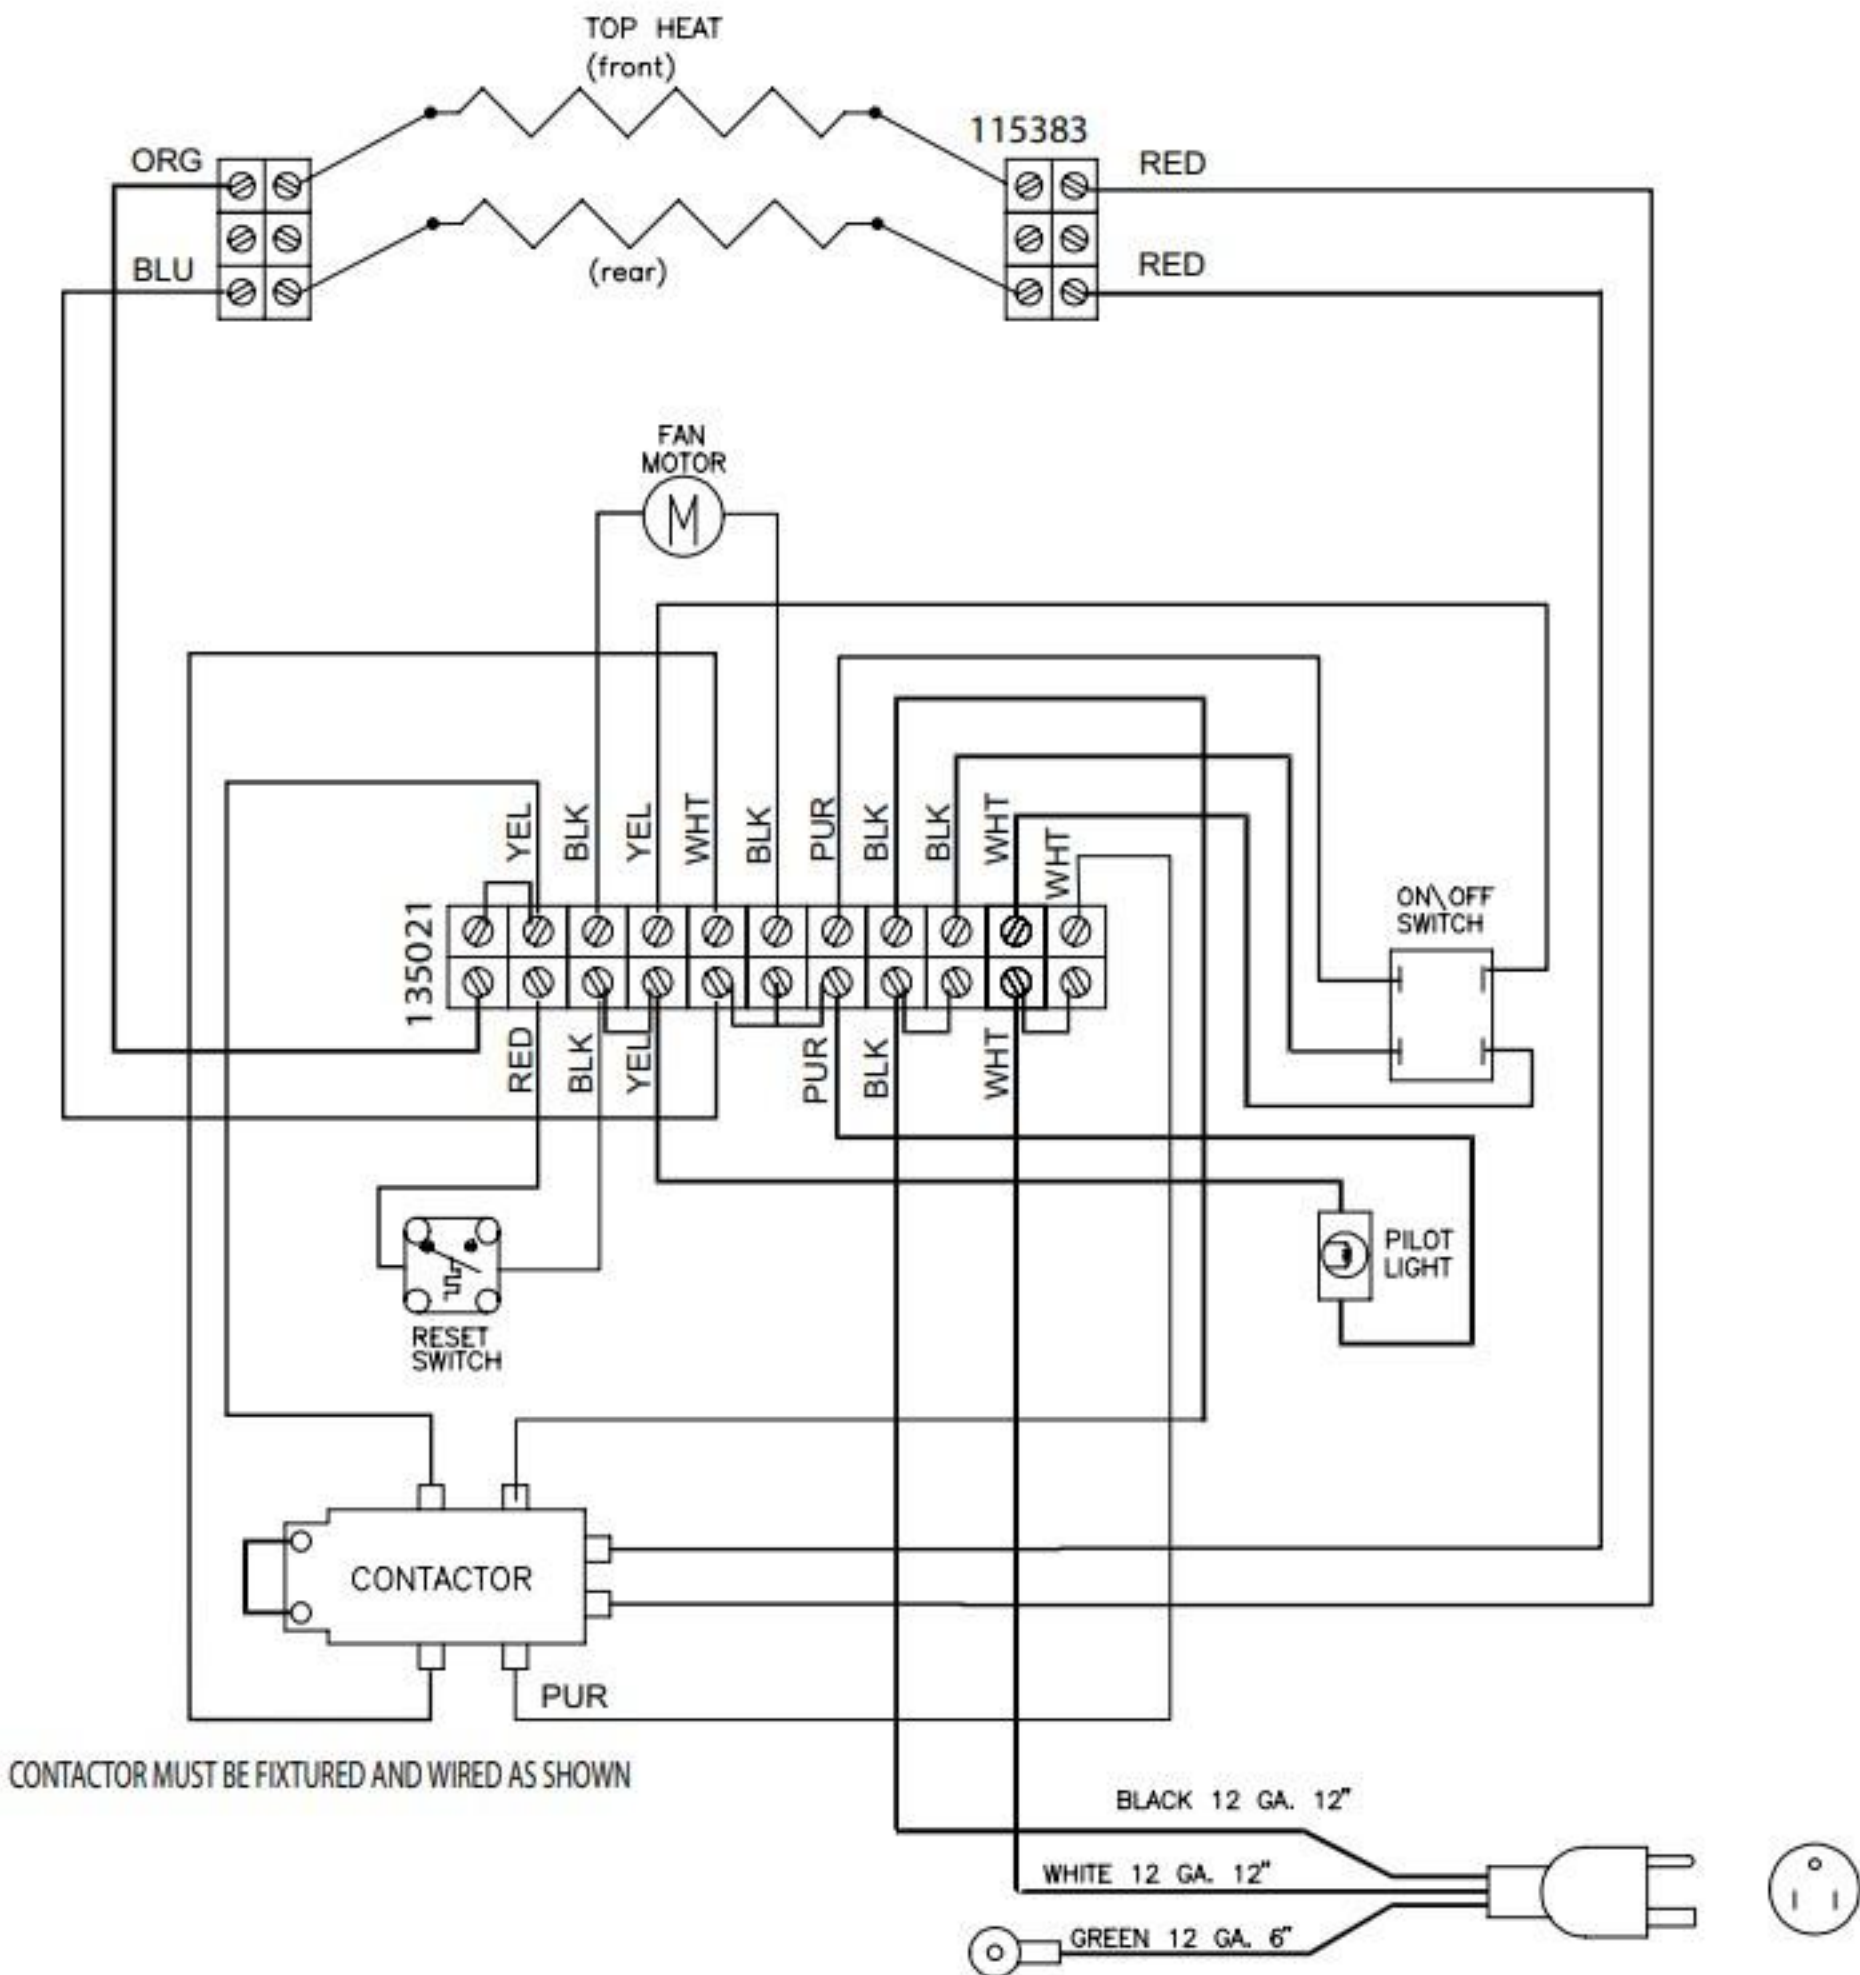 TOP HEAT
(front)
115383
ORG
RED
BLU
(rear)
RED
FAN
MOTOR
M
YEL
BLK
YEL
WHT
BLK
PUR
BLK
BLK
WHT
WHT
135021
ON\OFF
SWITCH
RED
BLK
YEL
PUR
BLK
WHT
PILOT
LIGHT
RESET
SWITCH
CONTACTOR
PUR
CONTACTOR MUST BE FIXTURED AND WIRED AS SHOWN
BLACK 12 GA. 12"
WHITE 12 GA. 12"
GREEN 12 GA. 6"